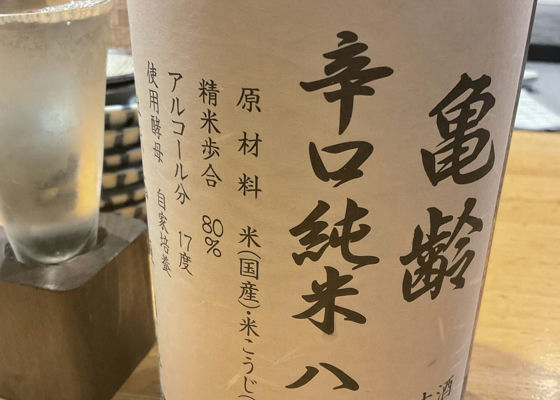 亀齢
辛口純米 八
原材料 米(国産)・米こうじ(
精米歩合 80%
アルコール分 17度
使用酵母 自家培養
酒